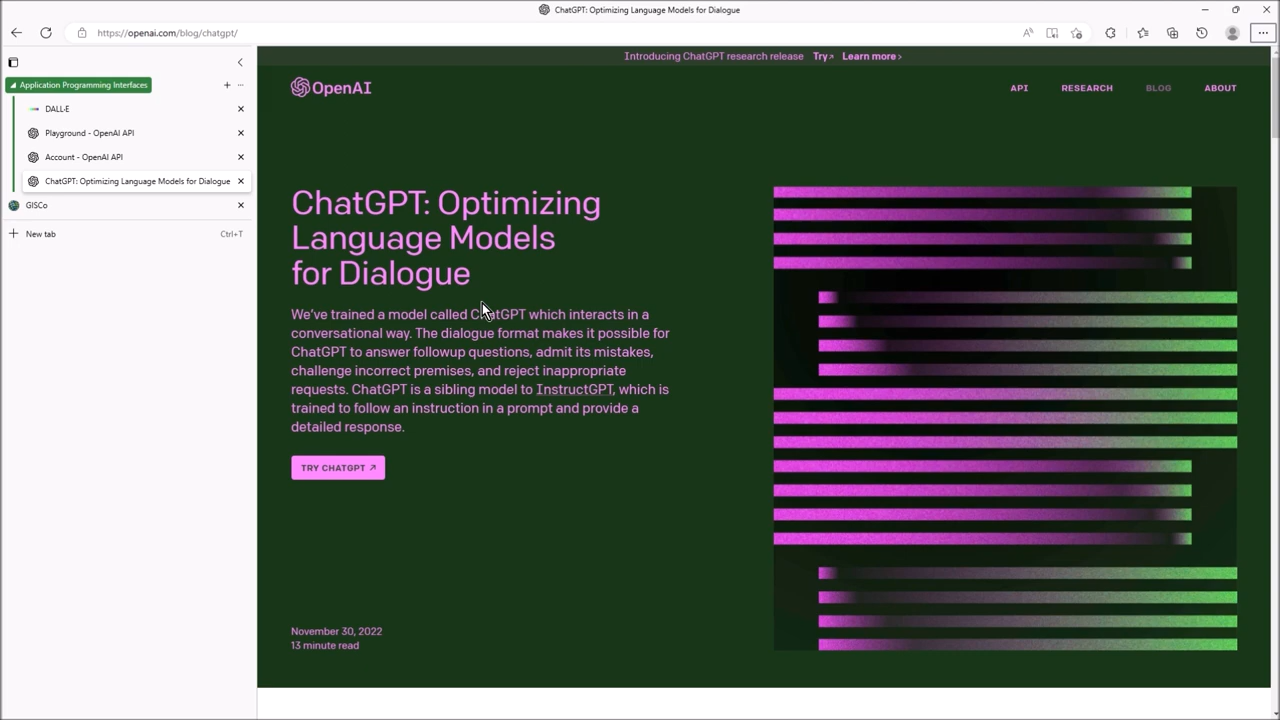 ChatGPT: Optimizing Language Models for Dialogue
https://openai.com/blog/chatgpt/
Application Programming Interfaces
DALL·E
Playground - OpenAI API
Account - OpenAI API
ChatGPT: Optimizing Language Models for Dialogue
GISCo
New tab Ctrl+T
Introducing ChatGPT research release Try↗ Learn more ›
OpenAI
API RESEARCH BLOG ABOUT
ChatGPT: Optimizing
Language Models
for Dialogue
We've trained a model called ChatGPT which interacts in a
conversational way. The dialogue format makes it possible for
ChatGPT to answer followup questions, admit its mistakes,
challenge incorrect premises, and reject inappropriate
requests. ChatGPT is a sibling model to InstructGPT, which is
trained to follow an instruction in a prompt and provide a
detailed response.
TRY CHATGPT ↗
November 30, 2022
13 minute read